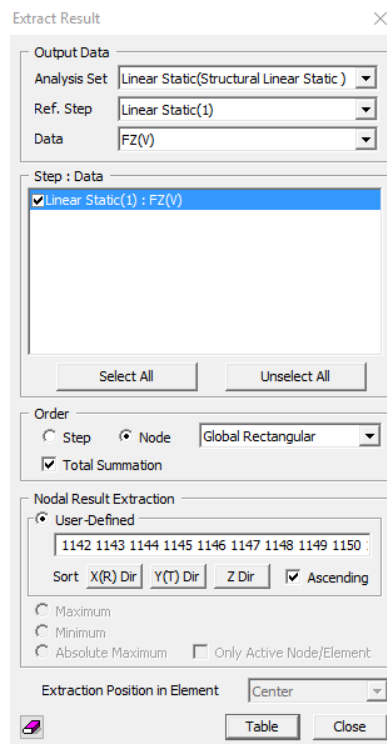 Extract Result
Output Data
Analysis Set Linear Static(Structural Linear Static )
Ref. Step Linear Static(1)
Data FZ(V)
Step : Data
Linear Static(1) : FZ(V)
Select All Unselect All
Order
Step Node Global Rectangular
Total Summation
Nodal Result Extraction
User-Defined
1142 1143 1144 1145 1146 1147 1148 1149 1150
Sort X(R) Dir Y(T) Dir Z Dir Ascending
Maximum
Minimum
Absolute Maximum Only Active Node/Element
Extraction Position in Element Center
Table Close